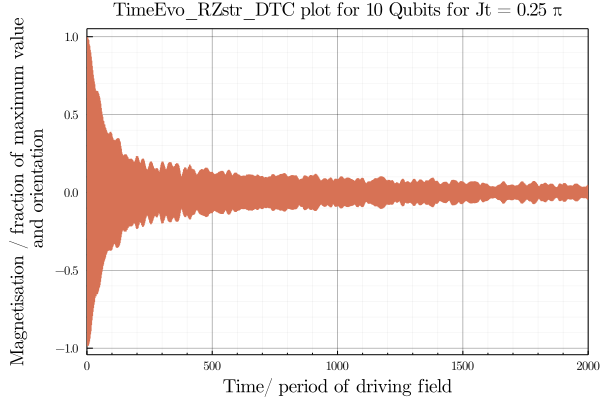 TimeEvo_RZstr_DTC plot for 10 Qubits for Jt = 0.25 π
Magnetisation / fraction of maximum value
and orientation
1.0
0.5
0.0
−0.5
−1.0
0 500 1000 1500 2000
Time/ period of driving field